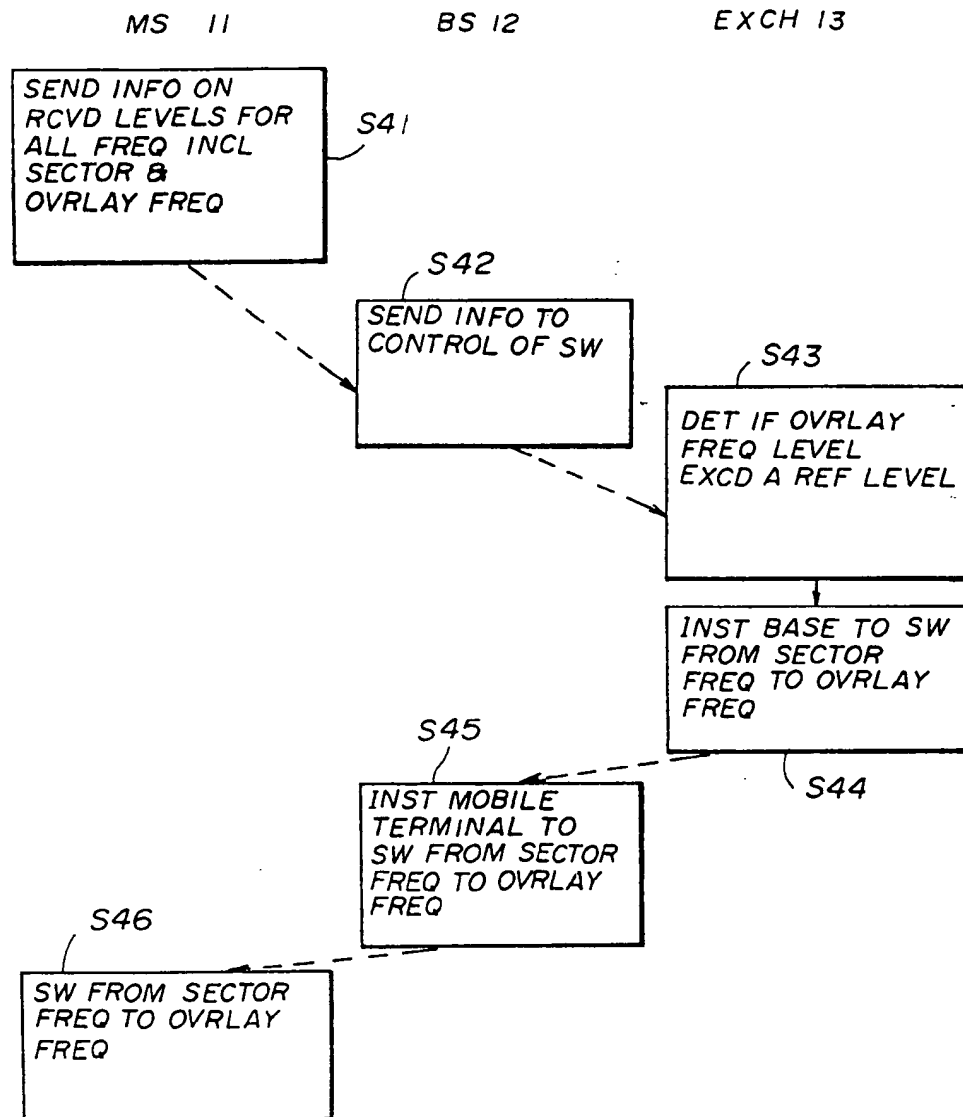 MS 11 BS 12 EXCH 13
SEND INFO ON
RCVD LEVELS FOR
ALL FREQ INCL
SECTOR &
OVRLAY FREQ
S41
S42
SEND INFO TO
CONTROL OF SW
S43
DET IF OVRLAY
FREQ LEVEL
EXCD A REF LEVEL
INST BASE TO SW
FROM SECTOR
FREQ TO OVRLAY
FREQ
S44
S45
INST MOBILE
TERMINAL TO
SW FROM SECTOR
FREQ TO OVRLAY
FREQ
S46
SW FROM SECTOR
FREQ TO OVRLAY
FREQ